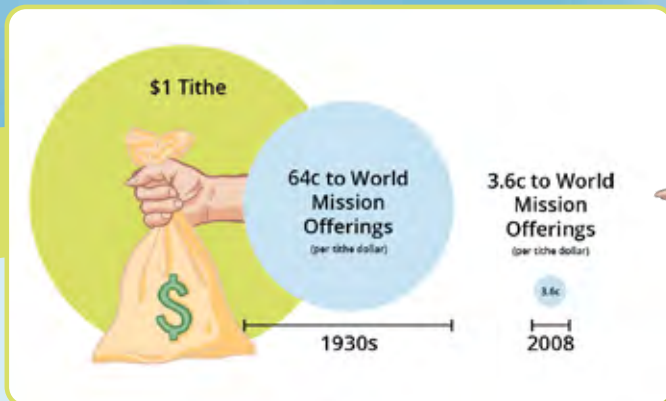 $1 Tithe
64c to World
Mission
Offerings
(per tithe dollar)
3.6c to World
Mission
Offerings
(per tithe dollar)
3.6c
$
1930s
2008